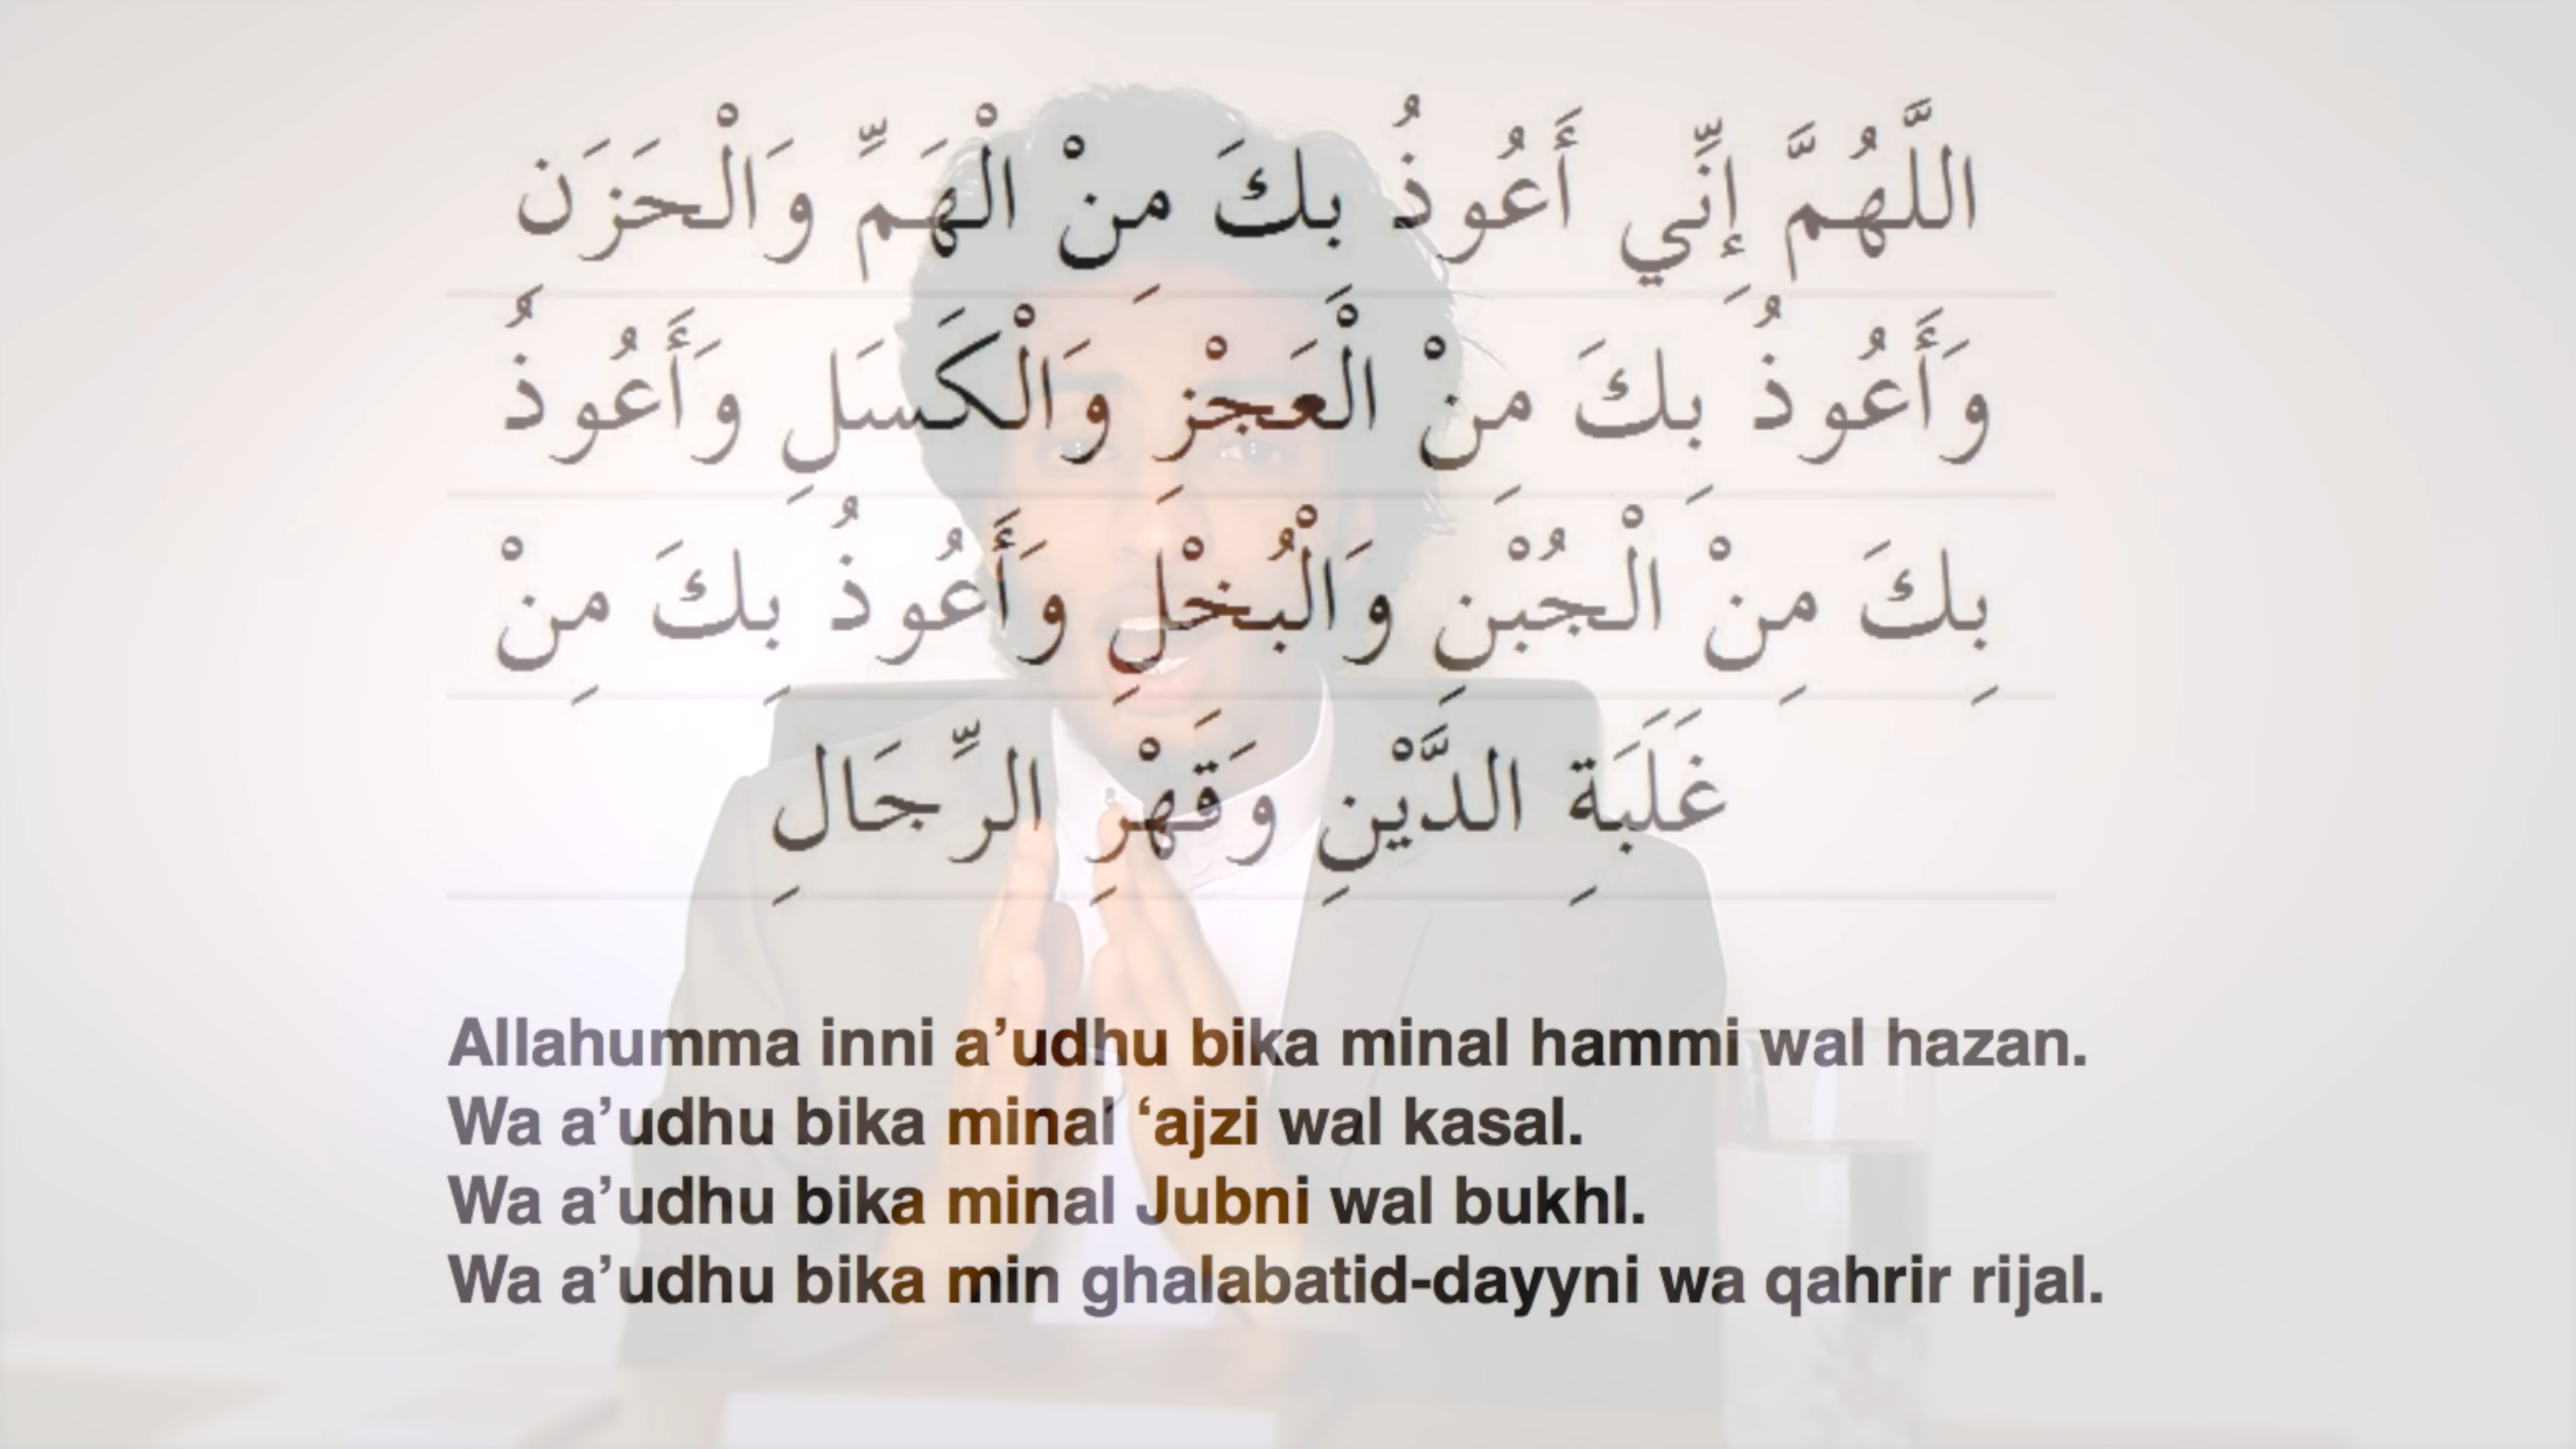 اللَّهُمَّ إِنِّي أَعُوذُ بِكَ مِنْ الْهَمِّ وَالْحَزَنِ
وَأَعُوذُ بِكَ مِنْ الْعَجْزِ وَالْكَسَلِ وَأَعُوذُ
بِكَ مِنْ الْجُبْنِ وَالْبُخْلِ وَأَعُوذُ بِكَ مِنْ
غَلَبَةِ الدَّيْنِ وَقَهْرِ الرِّجَالِ
Allahumma inni a’udhu bika minal hammi wal hazan.
Wa a’udhu bika minal ‘ajzi wal kasal.
Wa a’udhu bika minal Jubni wal bukhl.
Wa a’udhu bika min ghalabatid-dayyni wa qahrir rijal.